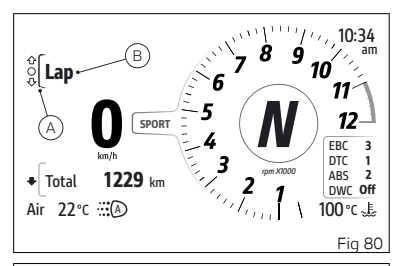 10:34
am
B
Lap
A
0
km/h
SPORT
1
2
3
4
5
6
7
8
9
10
11
12
N
rpm X1000
EBC 3
DTC 1
ABS 2
DWC Off
Total 1229 km
Air 22°C A
100 °C
Fig 80